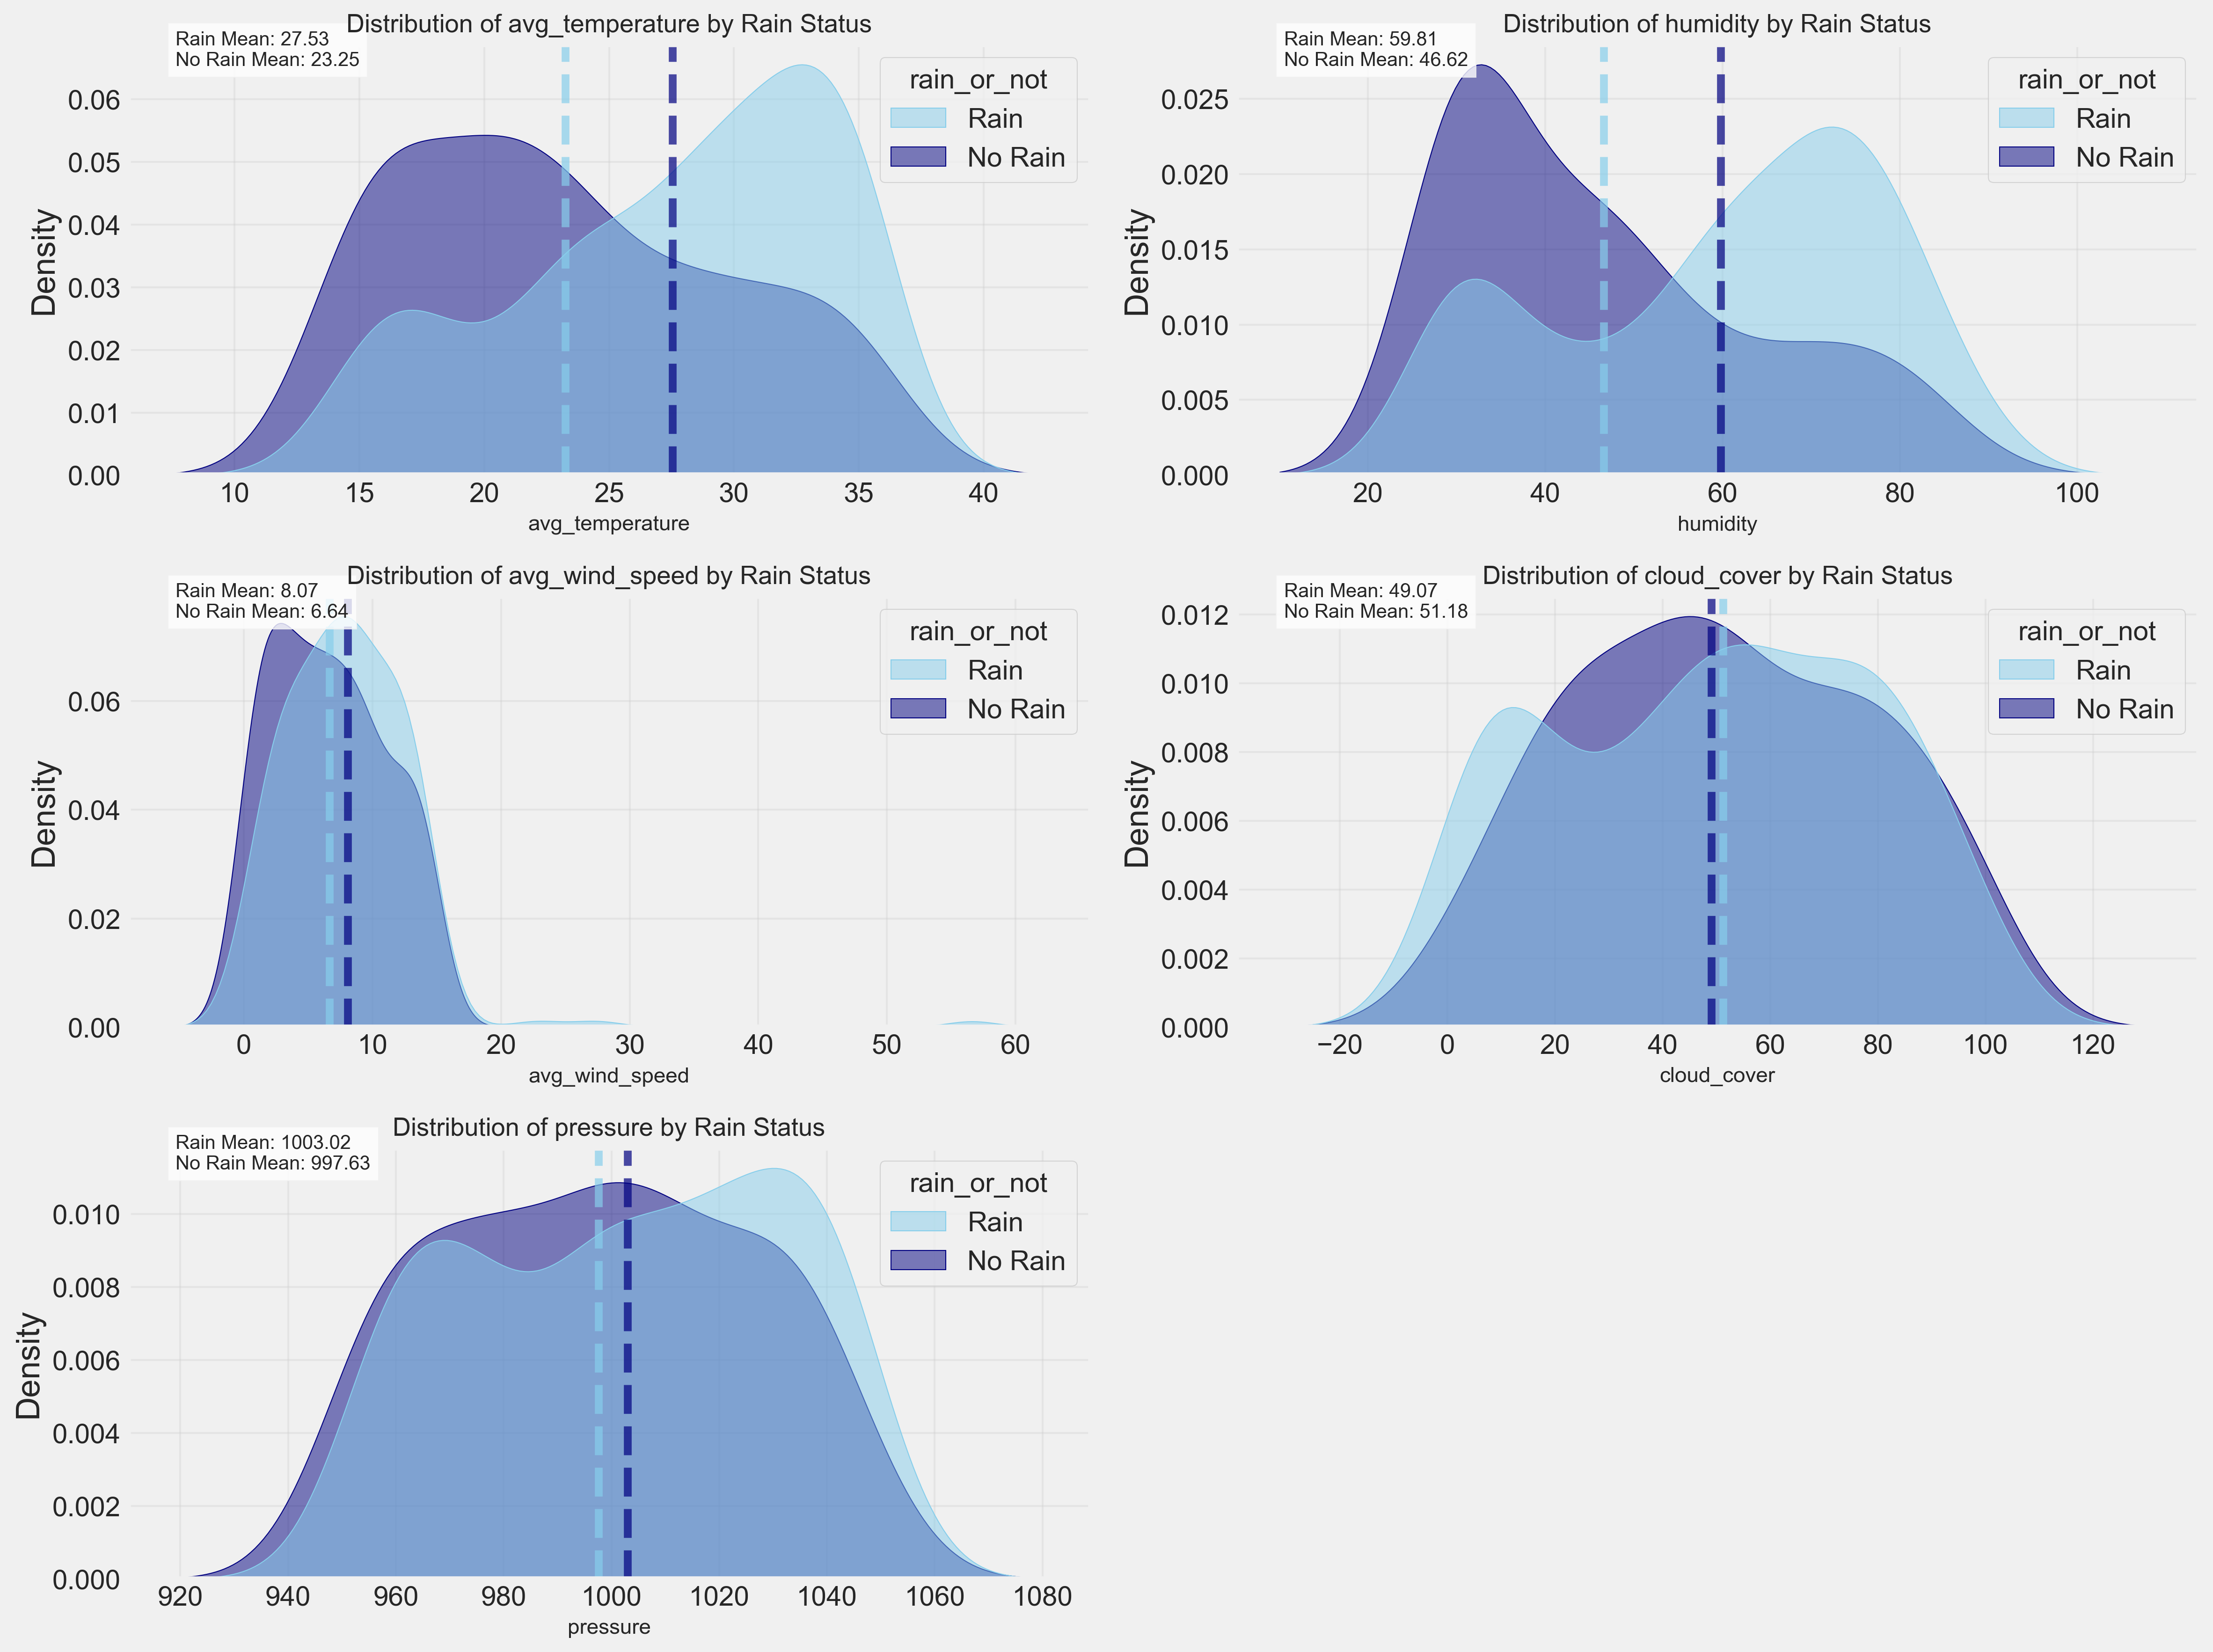 Distribution of avg_temperature by Rain Status
Rain Mean: 27.53
No Rain Mean: 23.25
rain_or_not
Rain
No Rain
Density
0.06
0.05
0.04
0.03
0.02
0.01
0.00
10 15 20 25 30 35 40
avg_temperature
Distribution of humidity by Rain Status
Rain Mean: 59.81
No Rain Mean: 46.62
rain_or_not
Rain
No Rain
Density
0.025
0.020
0.015
0.010
0.005
0.000
20 40 60 80 100
humidity
Distribution of avg_wind_speed by Rain Status
Rain Mean: 8.07
No Rain Mean: 6.64
rain_or_not
Rain
No Rain
Density
0.06
0.04
0.02
0.00
0 10 20 30 40 50 60
avg_wind_speed
Distribution of cloud_cover by Rain Status
Rain Mean: 49.07
No Rain Mean: 51.18
rain_or_not
Rain
No Rain
Density
0.012
0.010
0.008
0.006
0.004
0.002
0.000
−20 0 20 40 60 80 100 120
cloud_cover
Distribution of pressure by Rain Status
Rain Mean: 1003.02
No Rain Mean: 997.63
rain_or_not
Rain
No Rain
Density
0.010
0.008
0.006
0.004
0.002
0.000
920 940 960 980 1000 1020 1040 1060 1080
pressure